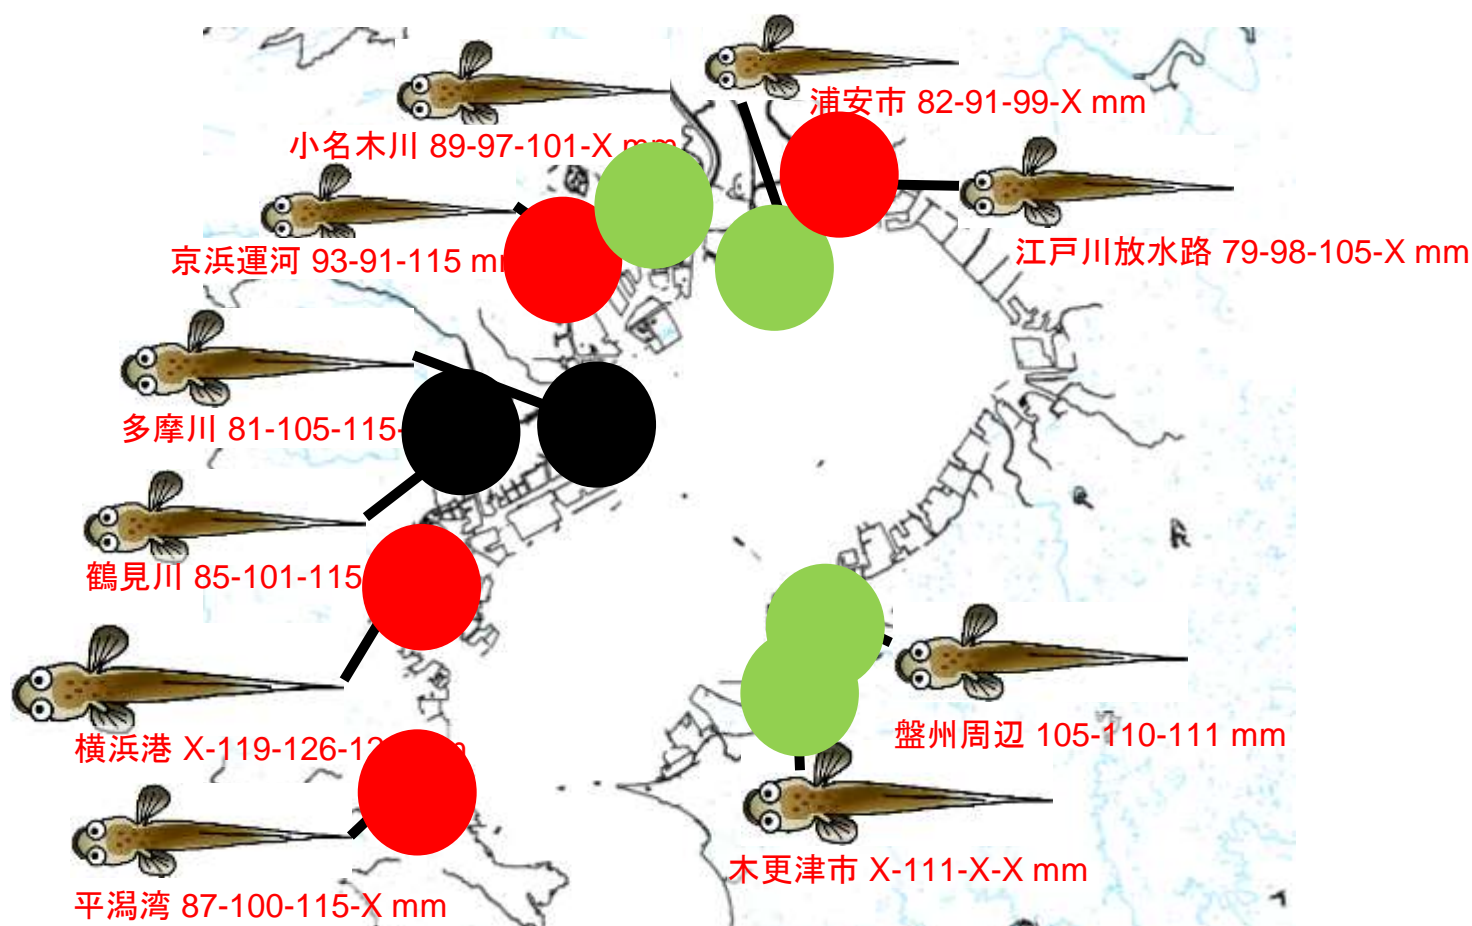 浦安市 82-91-99-X mm
小名木川 89-97-101-X mm
江戸川放水路 79-98-105-X mm
京浜運河 93-91-115
多摩川 81-105-115-
鶴見川 85-101-115
横浜港 X-119-126-
盤州周辺 105-110-111 mm
木更津市 X-111-X-X mm
平潟湾 87-100-115-X mm